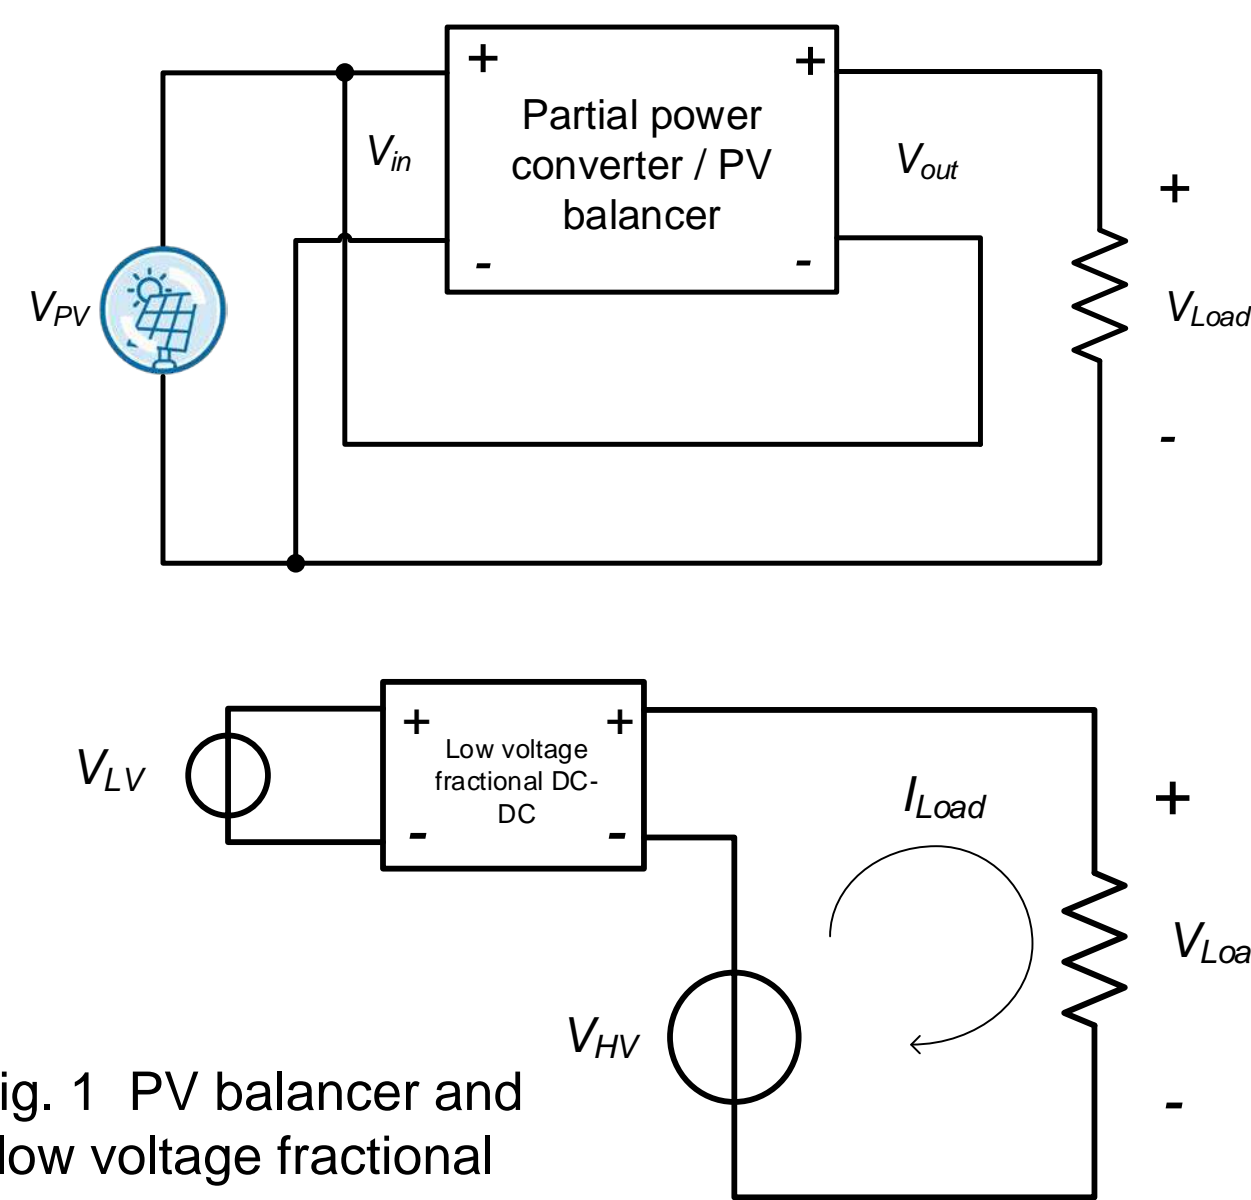 + +
Partial power
converter / PV
balancer
- -
V_in
V_out
V_PV
+
V_Load
-
+ +
Low voltage
fractional DC-
DC
- -
V_LV
I_Load
+
V_Loa
-
V_HV
ig. 1 PV balancer and
low voltage fractional